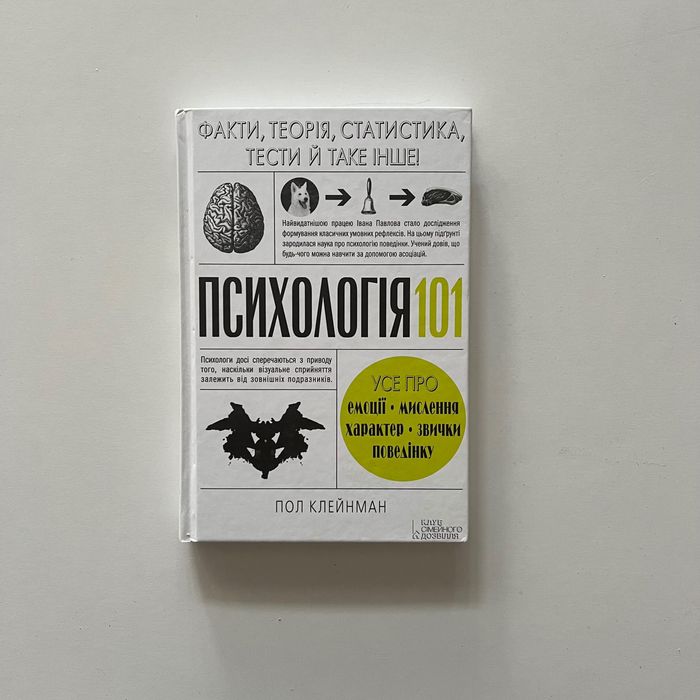 ФАКТИ, ТЕОРІЯ, СТАТИСТИКА,
ТЕСТИ Й ТАКЕ ІНШЕ!
Найвидатнішою працею Івана Павлова стало дослідження
формування класичних умовних рефлексів. На цьому підґрунті
зародилася наука про психологію поведінки. Учений довів, що
будь-чого можна навчити за допомогою асоціацій.
ПСИХОЛОГІЯ101
Психологи досі сперечаються з приводу
того, наскільки візуальне сприйняття
залежить від зовнішніх подразників.
УСЕ ПРО
емоції • мислення
характер • звички
поведінку
ПОЛ КЛЕЙНМАН
КЛУБ
СІМЕЙНОГО
ДОЗВІЛЛЯ